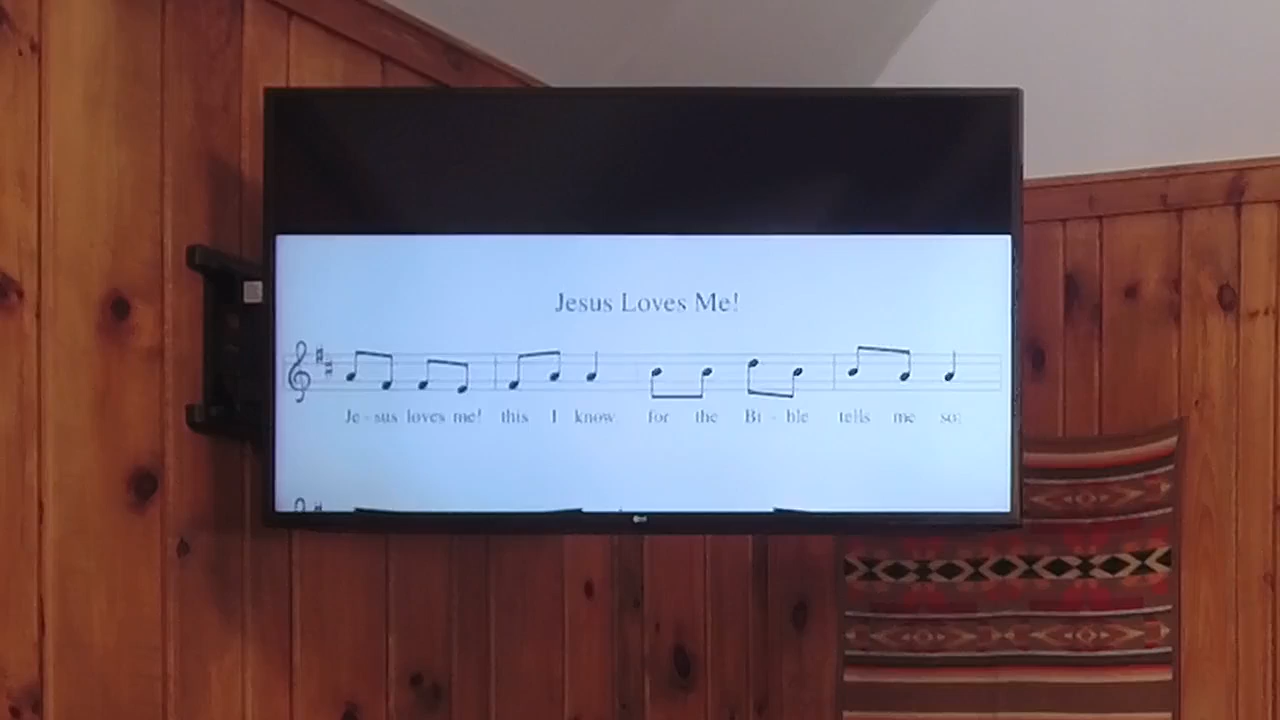 Jesus Loves Me!
Je - sus loves me! this I know for the Bi - ble tells me so;